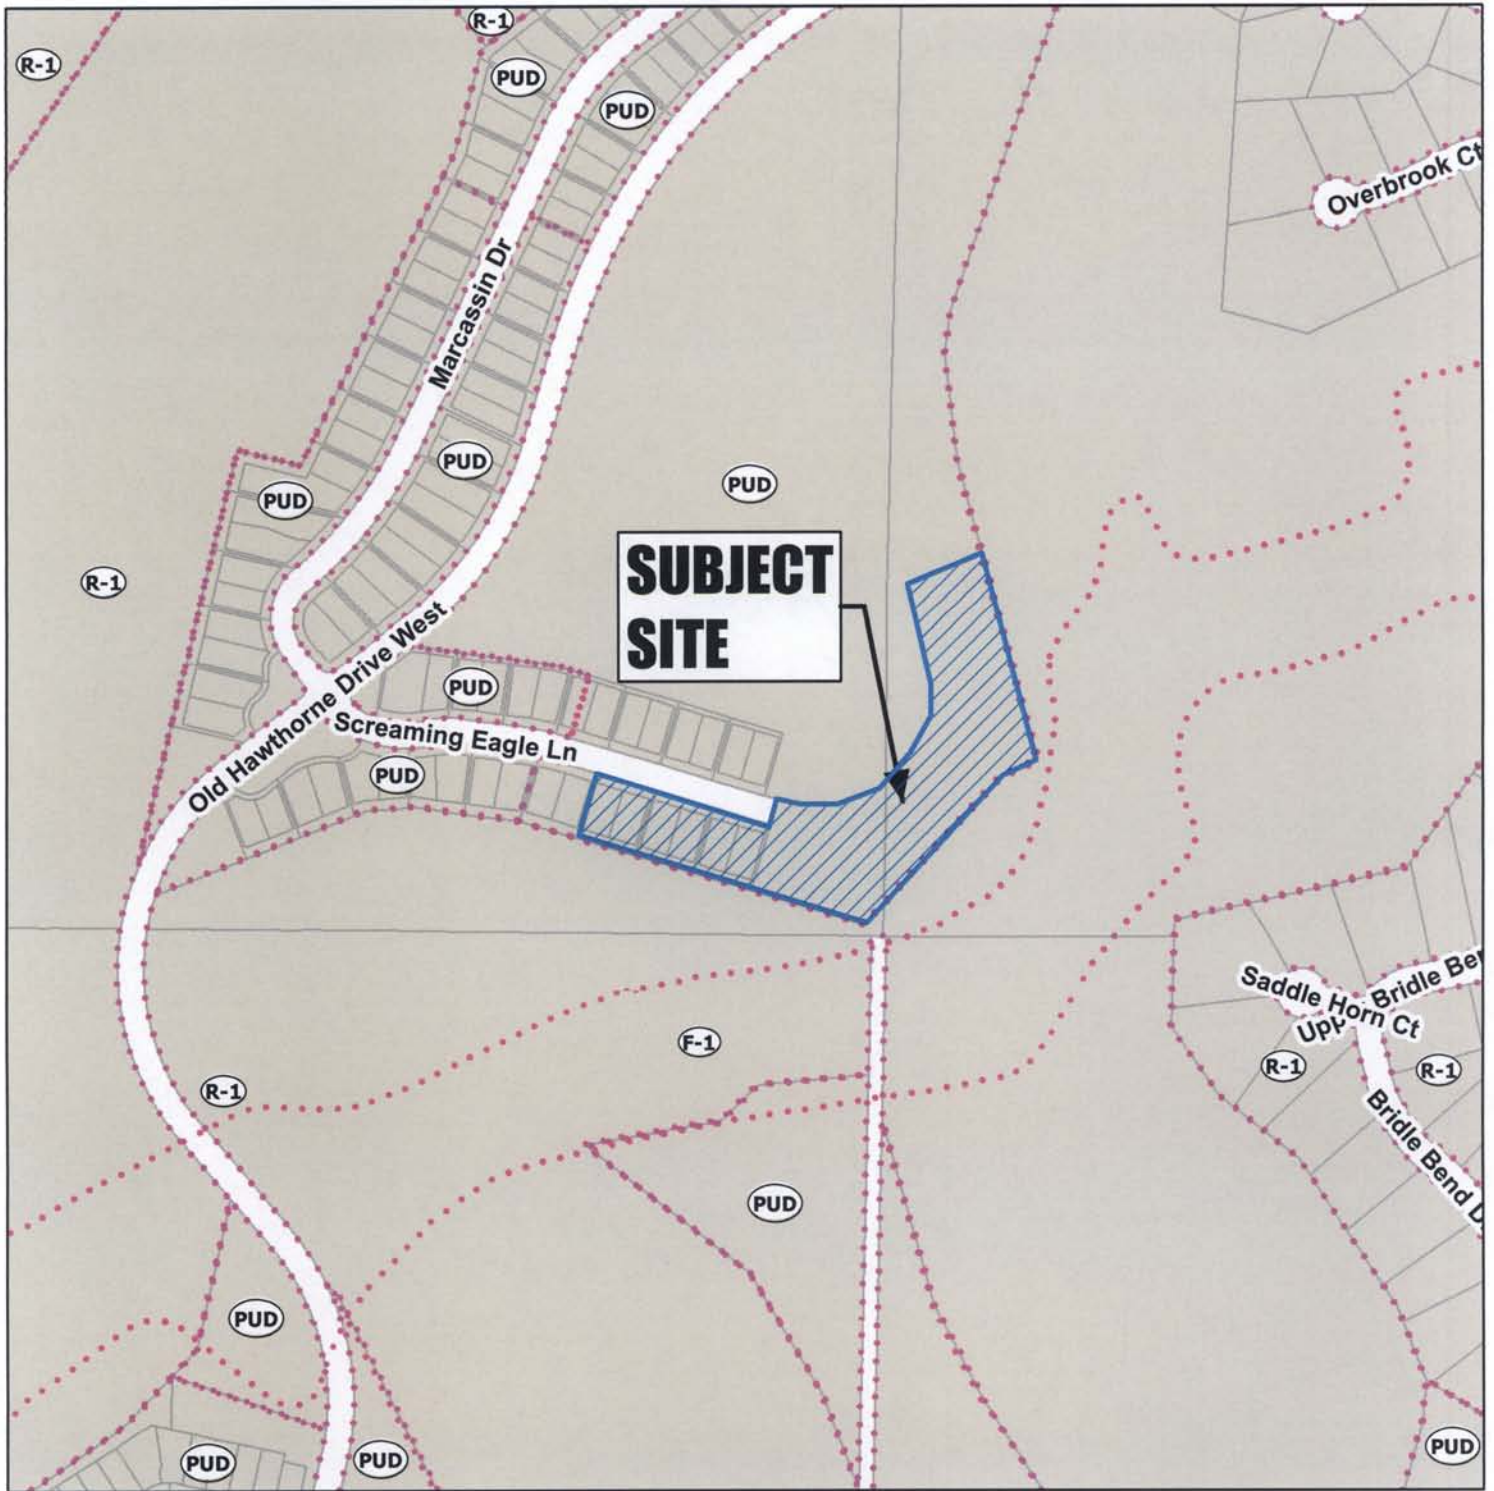 R-1
R-1
PUD
PUD
Overbrook Ct
Marcassin Dr
PUD
PUD
PUD
SUBJECT
SITE
R-1
Old Hawthorne Drive West
PUD
Screaming Eagle Ln
PUD
Saddle Horn Ct
Bridle Ben
Upp
F-1
R-1
R-1
R-1
Bridle Bend D
PUD
PUD
PUD
PUD
PUD